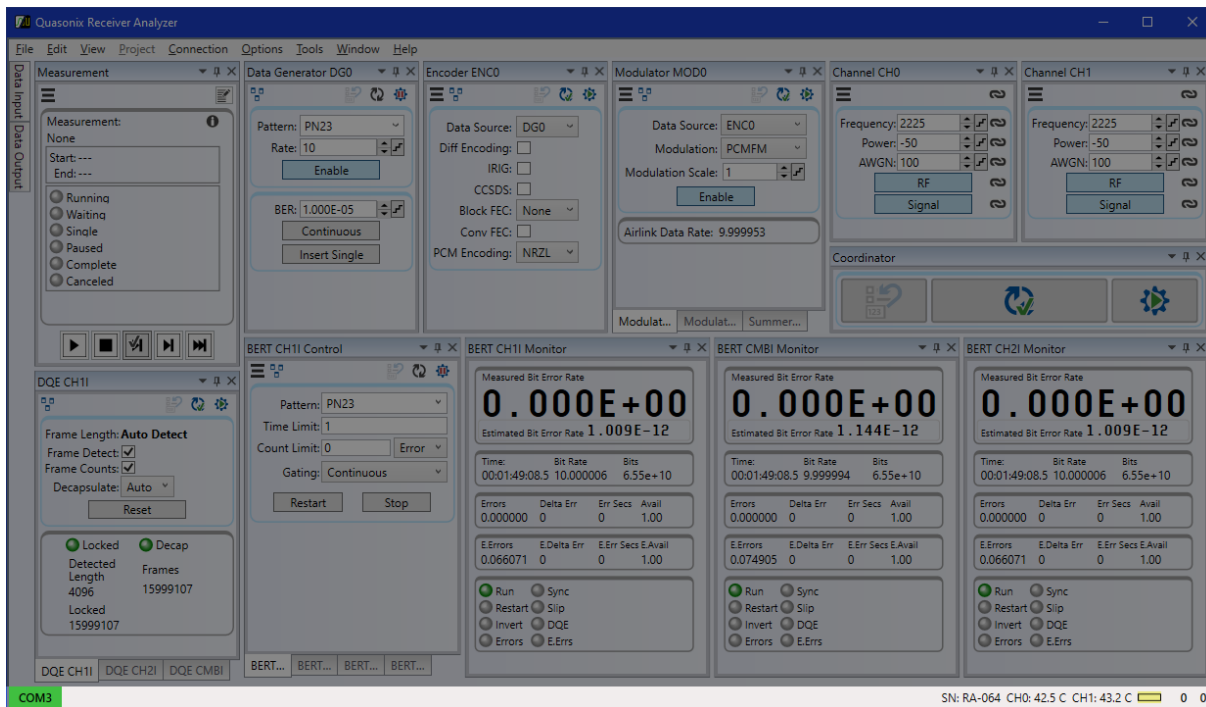 Quasonix Receiver Analyzer
File Edit View Project Connection Options Tools Window Help
Data Input
Data Output
Measurement
Measurement:
None
Start: ---
End: ---
Running
Waiting
Single
Paused
Complete
Canceled
Data Generator DG0
Pattern: PN23
Rate: 10
Enable
BER: 1.000E-05
Continuous
Insert Single
Encoder ENC0
Data Source: DG0
Diff Encoding:
IRIG:
CCSDS:
Block FEC: None
Conv FEC:
PCM Encoding: NRZL
Modulator MOD0
Data Source: ENC0
Modulation: PCMFM
Modulation Scale: 1
Enable
Airlink Data Rate: 9.999953
Modulat... Modulat... Summer...
Channel CH0
Frequency: 2225
Power: -50
AWGN: 100
RF
Signal
Channel CH1
Frequency: 2225
Power: -50
AWGN: 100
RF
Signal
Coordinator
123
DQE CH1I
Frame Length: Auto Detect
Frame Detect:
Frame Counts:
Decapsulate: Auto
Reset
Locked Decap
Detected Length
4096
Frames
15999107
Locked
15999107
DQE CH1I DQE CH2I DQE CMBI
BERT CH1I Control
Pattern: PN23
Time Limit: 1
Count Limit: 0 Error
Gating: Continuous
Restart Stop
BERT... BERT... BERT... BERT...
BERT CH1I Monitor
Measured Bit Error Rate
0.000E+00
Estimated Bit Error Rate 1.009E-12
Time: Bit Rate Bits
00:01:49:08.5 10.000006 6.55e+10
Errors Delta Err Err Secs Avail
0.000000 0 0 1.00
E.Errors E.Delta Err E.Err Secs E.Avail
0.066071 0 0 1.00
Run Sync
Restart Slip
Invert DQE
Errors E.Errs
BERT CMBI Monitor
Measured Bit Error Rate
0.000E+00
Estimated Bit Error Rate 1.144E-12
Time: Bit Rate Bits
00:01:49:08.5 9.999994 6.55e+10
Errors Delta Err Err Secs Avail
0.000000 0 0 1.00
E.Errors E.Delta Err E.Err Secs E.Avail
0.074905 0 0 1.00
Run Sync
Restart Slip
Invert DQE
Errors E.Errs
BERT CH2I Monitor
Measured Bit Error Rate
0.000E+00
Estimated Bit Error Rate 1.009E-12
Time: Bit Rate Bits
00:01:49:08.5 10.000006 6.55e+10
Errors Delta Err Err Secs Avail
0.000000 0 0 1.00
E.Errors E.Delta Err E.Err Secs E.Avail
0.066071 0 0 1.00
Run Sync
Restart Slip
Invert DQE
Errors E.Errs
COM3
SN: RA-064 CH0: 42.5 C CH1: 43.2 C 0 0